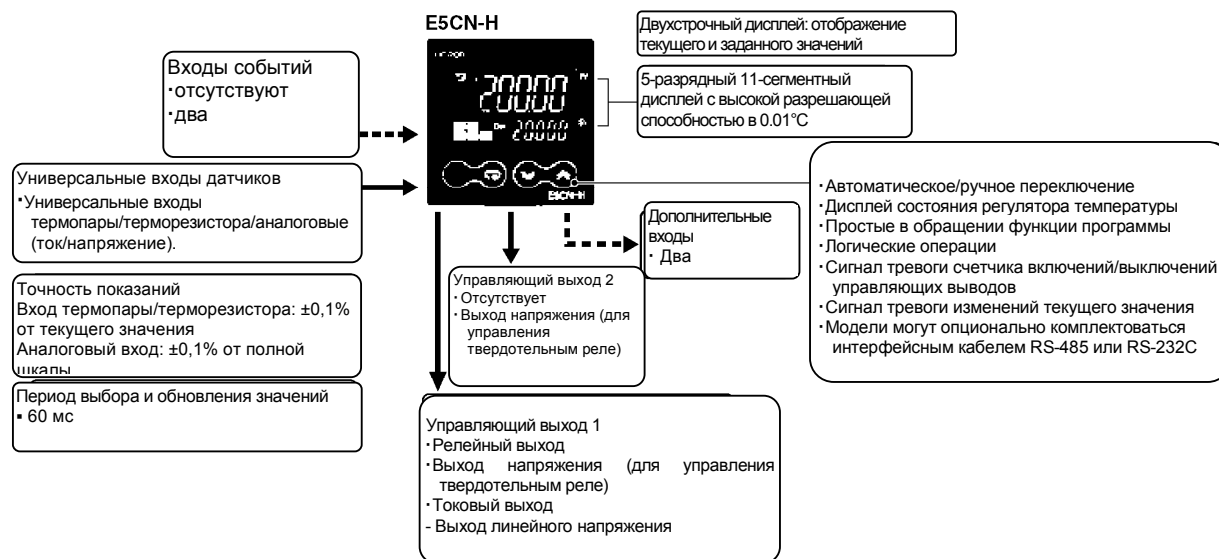 E5CN-H
Двухстрочный дисплей: отображение
текущего и заданного значений
5-разрядный 11-сегментный
дисплей с высокой разрешающей
способностью в 0.01°C
Входы событий
·отсутствуют
·два
Универсальные входы датчиков
·Универсальные входы
термопары/терморезистора/аналоговые
(ток/напряжение).
Точность показаний
Вход термопары/терморезистора: ±0,1%
от текущего значения
Аналоговый вход: ±0,1% от полной
шкалы
Период выбора и обновления значений
▪ 60 мс
20000
20000
E5CN-H
Дополнительные
входы
· Два
Управляющий выход 2
· Отсутствует
· Выход напряжения (для
управления
твердотельным реле)
Управляющий выход 1
·Релейный выход
·Выход напряжения (для управления
твердотельным реле)
·Токовый выход
- Выход линейного напряжения
·Автоматическое/ручное переключение
·Дисплей состояния регулятора температуры
·Простые в обращении функции программы
·Логические операции
·Сигнал тревоги счетчика включений/выключений
управляющих выводов
·Сигнал тревоги изменений текущего значения
·Модели могут опционально комплектоваться
интерфейсным кабелем RS-485 или RS-232C